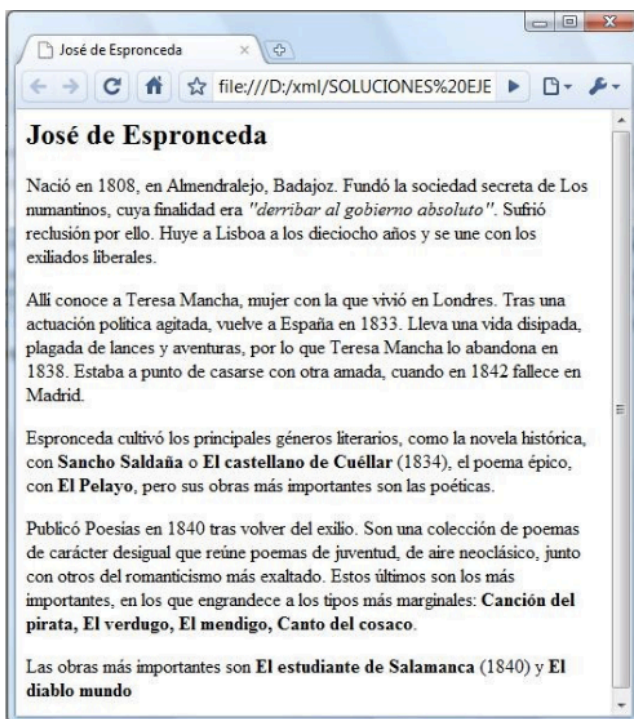 José de Espronceda
file:///D:/xml/SOLUCIONES%20EJE
José de Espronceda
Nació en 1808, en Almendralejo, Badajoz. Fundó la sociedad secreta de Los
numantinos, cuya finalidad era "derribar al gobierno absoluto". Sufrió
reclusión por ello. Huye a Lisboa a los dieciocho años y se une con los
exiliados liberales.
Alli conoce a Teresa Mancha, mujer con la que vivió en Londres. Tras una
actuación política agitada, vuelve a España en 1833. Lleva una vida disipada,
plagada de lances y aventuras, por lo que Teresa Mancha lo abandona en
1838. Estaba a punto de casarse con otra amada, cuando en 1842 fallece en
Madrid.
Espronceda cultivó los principales géneros literarios, como la novela histórica,
con Sancho Saldaña o El castellano de Cuéllar (1834), el poema épico,
con El Pelayo, pero sus obras más importantes son las poéticas.
Publicó Poesias en 1840 tras volver del exilio. Son una colección de poemas
de carácter desigual que reúne poemas de juventud, de aire neoclásico, junto
con otros del romanticismo más exaltado. Estos últimos son los más
importantes, en los que engrandece a los tipos más marginales: Canción del
pirata, El verdugo, El mendigo, Canto del cosaco.
Las obras más importantes son El estudiante de Salamanca (1840) y El
diablo mundo